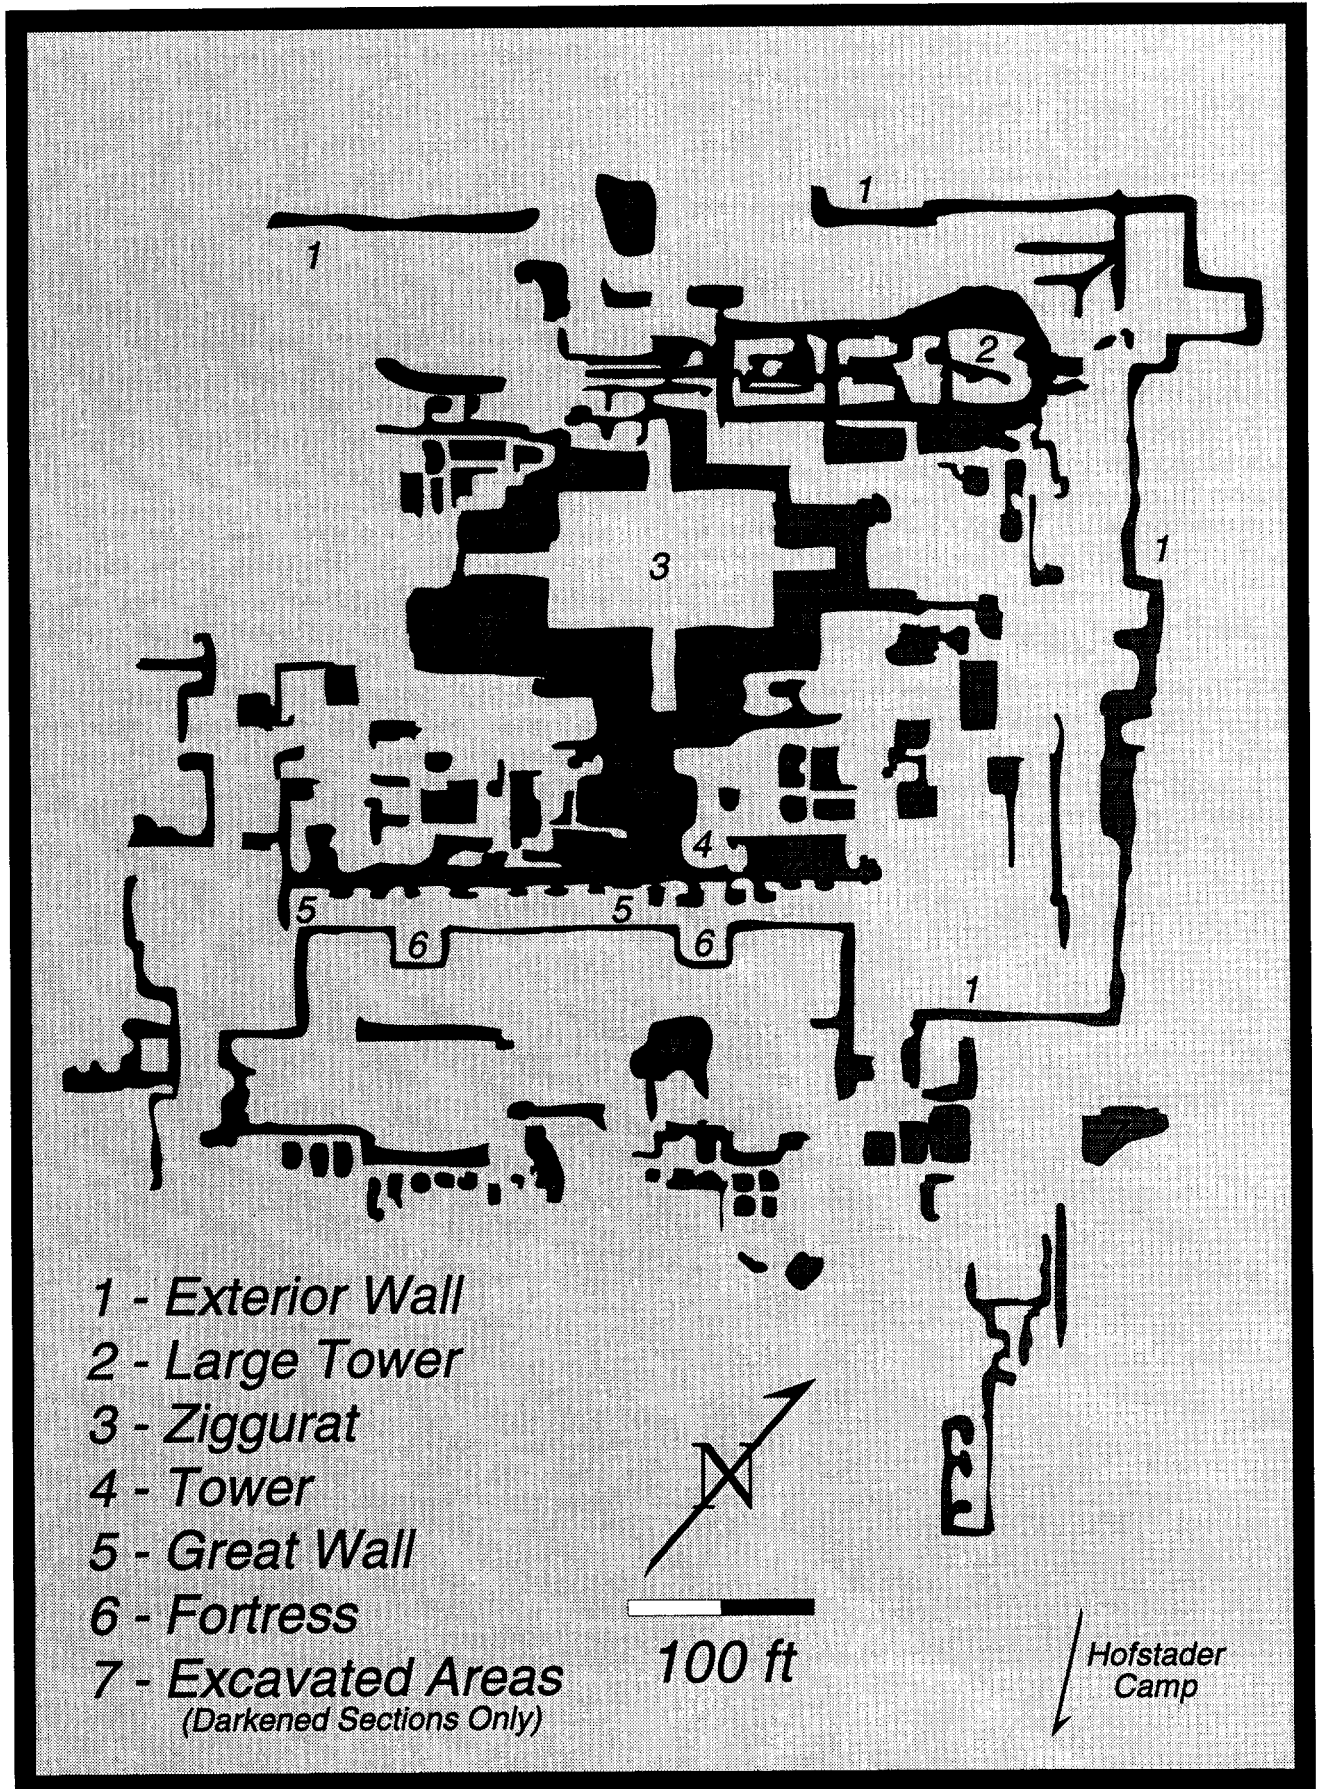 1
1
2
3
1
4
5
5
6
6
1
7
1 - Exterior Wall
2 - Large Tower
3 - Ziggurat
4 - Tower
5 - Great Wall
6 - Fortress
7 - Excavated Areas
(Darkened Sections Only)
N
100 ft
Hofstader
Camp